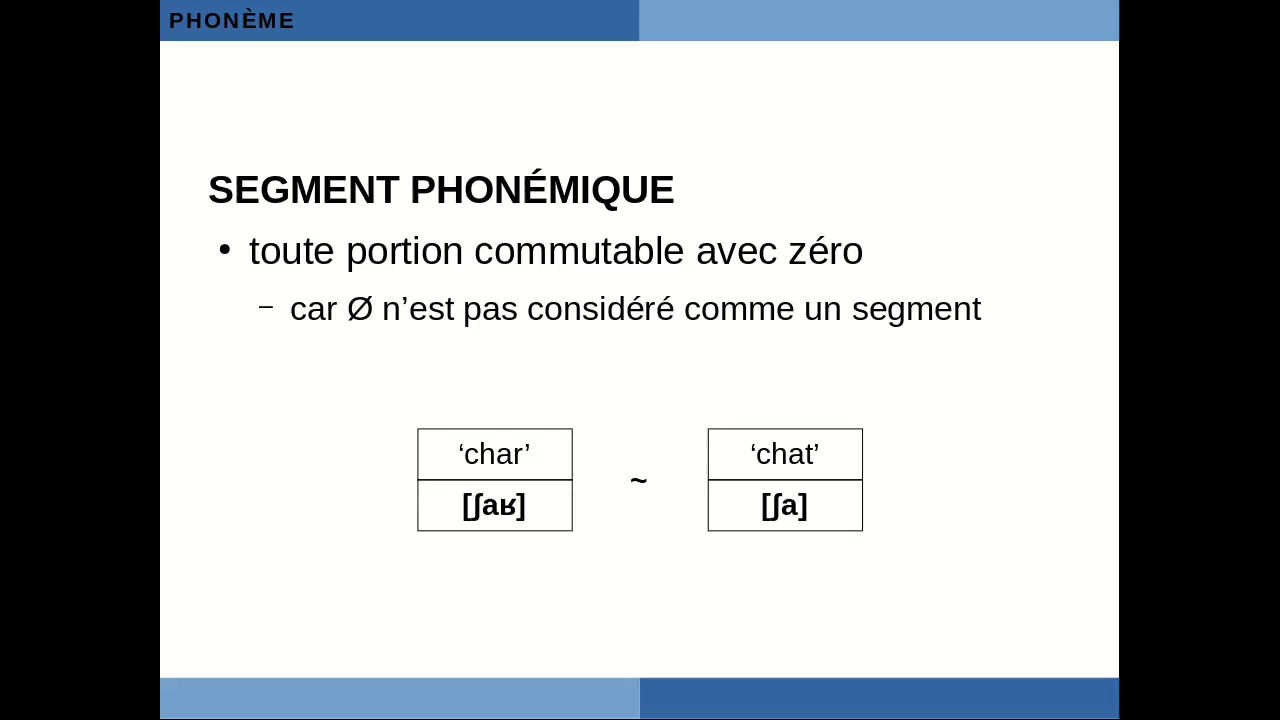 PHONÈME
SEGMENT PHONÉMIQUE
• toute portion commutable avec zéro
– car Ø n’est pas considéré comme un segment
‘char’ ‘chat’
~
[ʃaʁ] [ʃa]